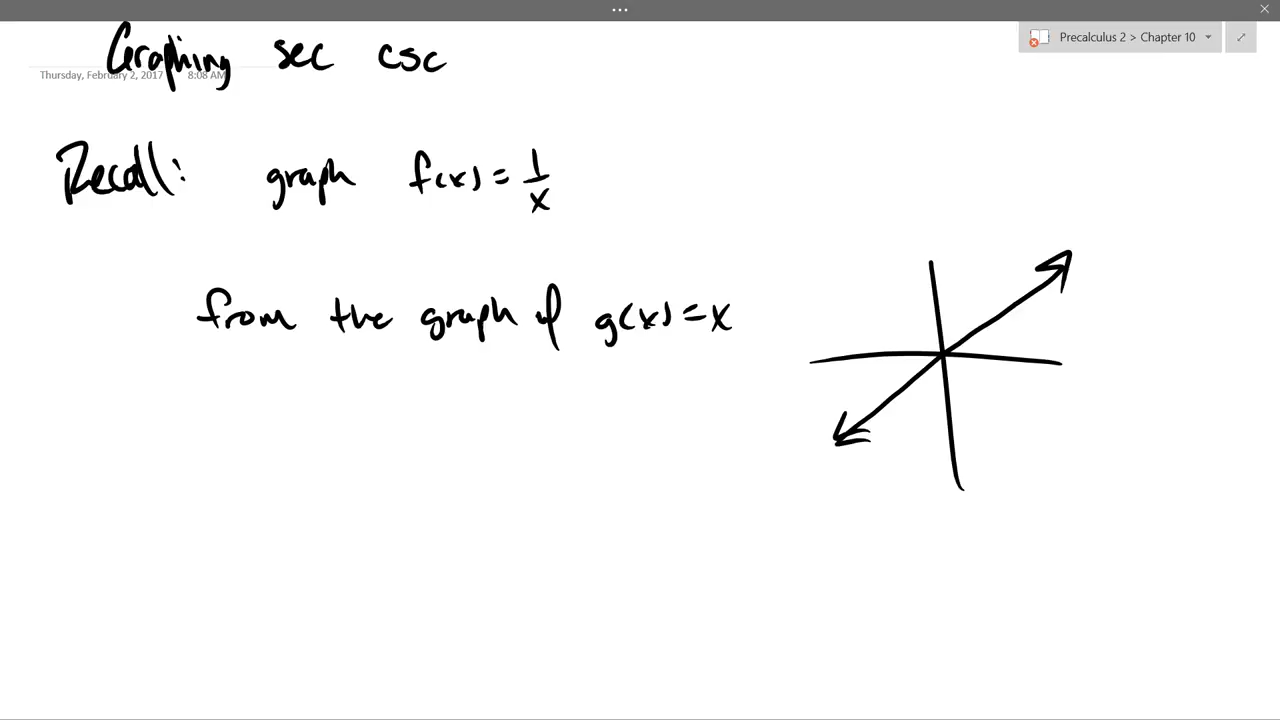 Precalculus 2 > Chapter 10
Graphing sec csc
Thursday, February 2, 2017 8:08 AM
Recall: graph f(x) = 1/x
from the graph of g(x) = x